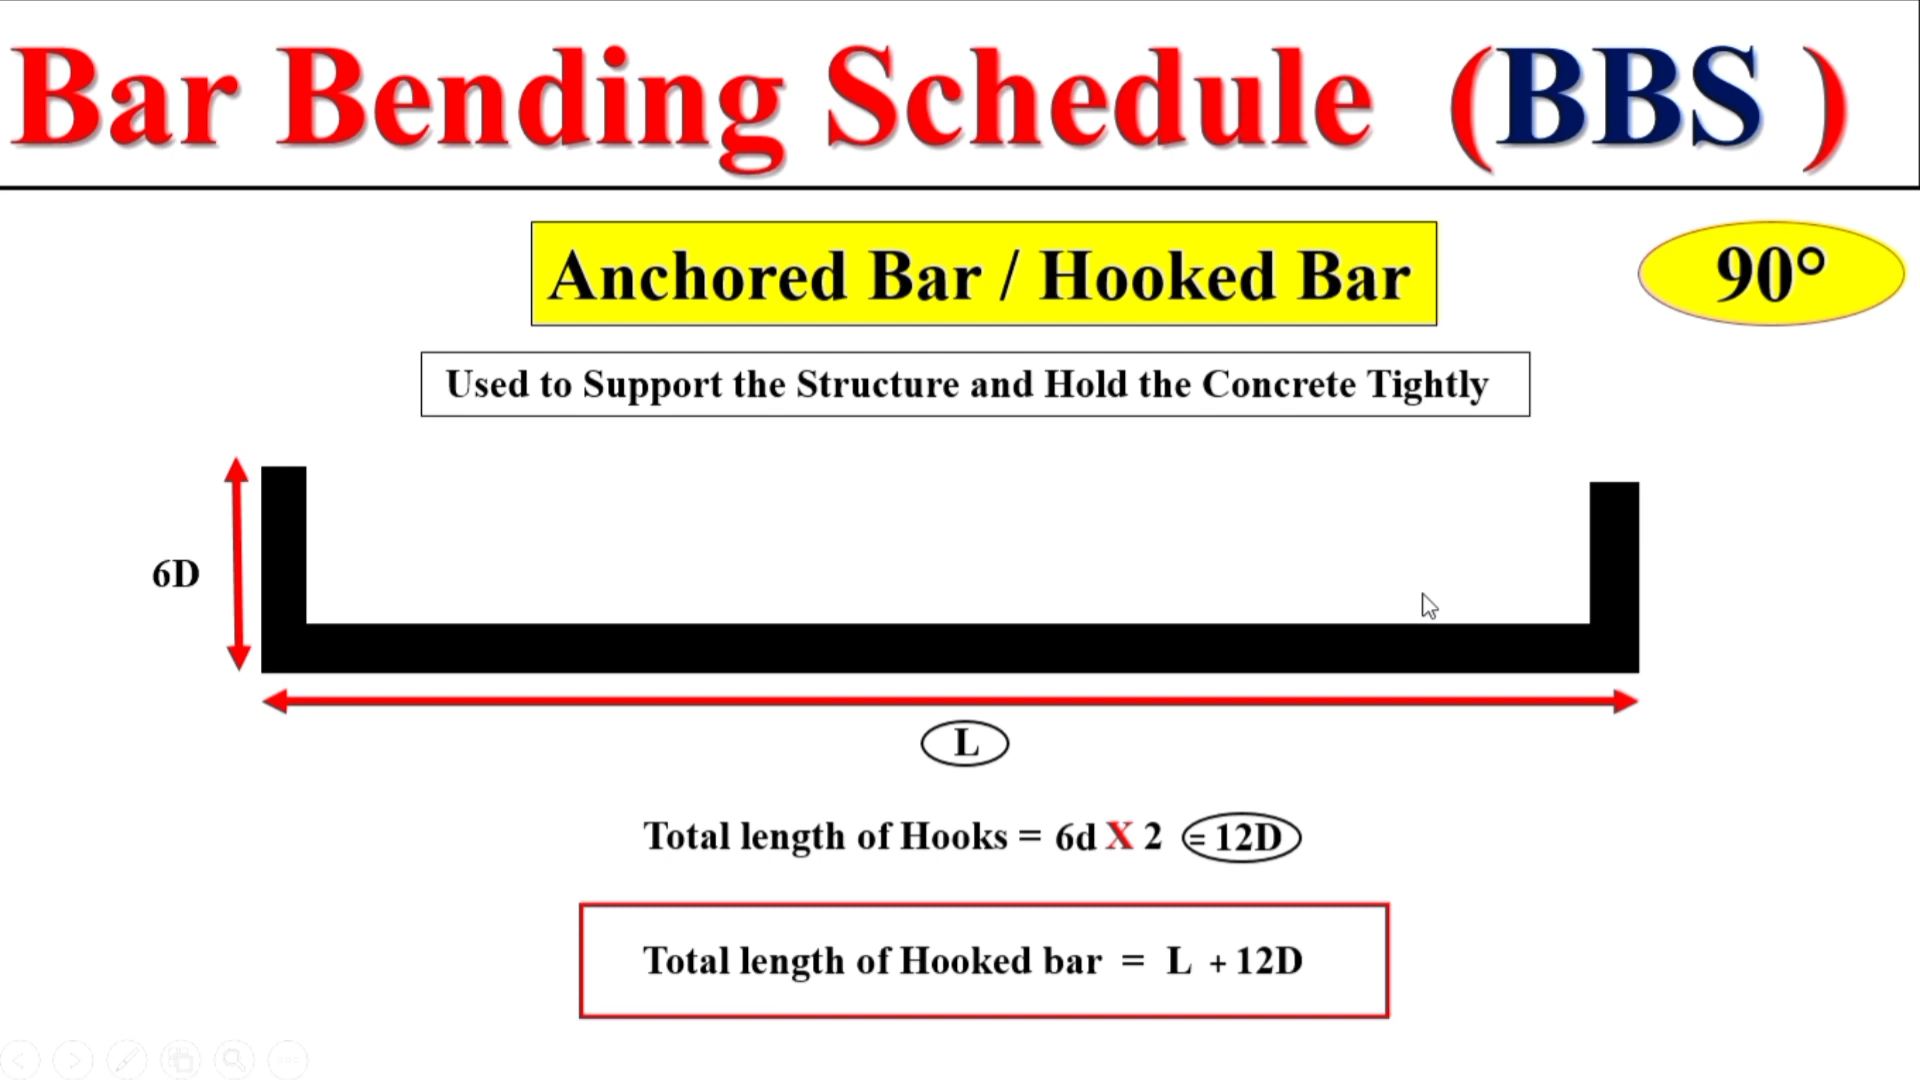 Bar Bending Schedule (BBS )
Anchored Bar / Hooked Bar
90°
Used to Support the Structure and Hold the Concrete Tightly
6D
L
Total length of Hooks = 6d X 2 = 12D
Total length of Hooked bar = L + 12D